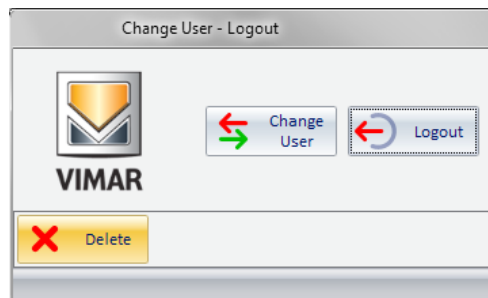 Change User - Logout
Change
User
Logout
VIMAR
Delete